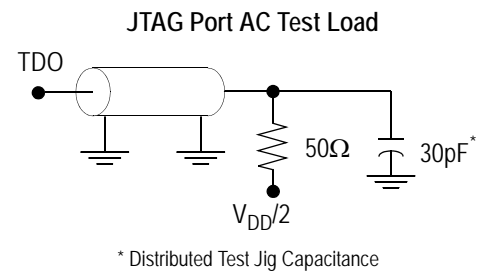 JTAG Port AC Test Load
TDO
50Ω
30pF*
VDD/2
* Distributed Test Jig Capacitance